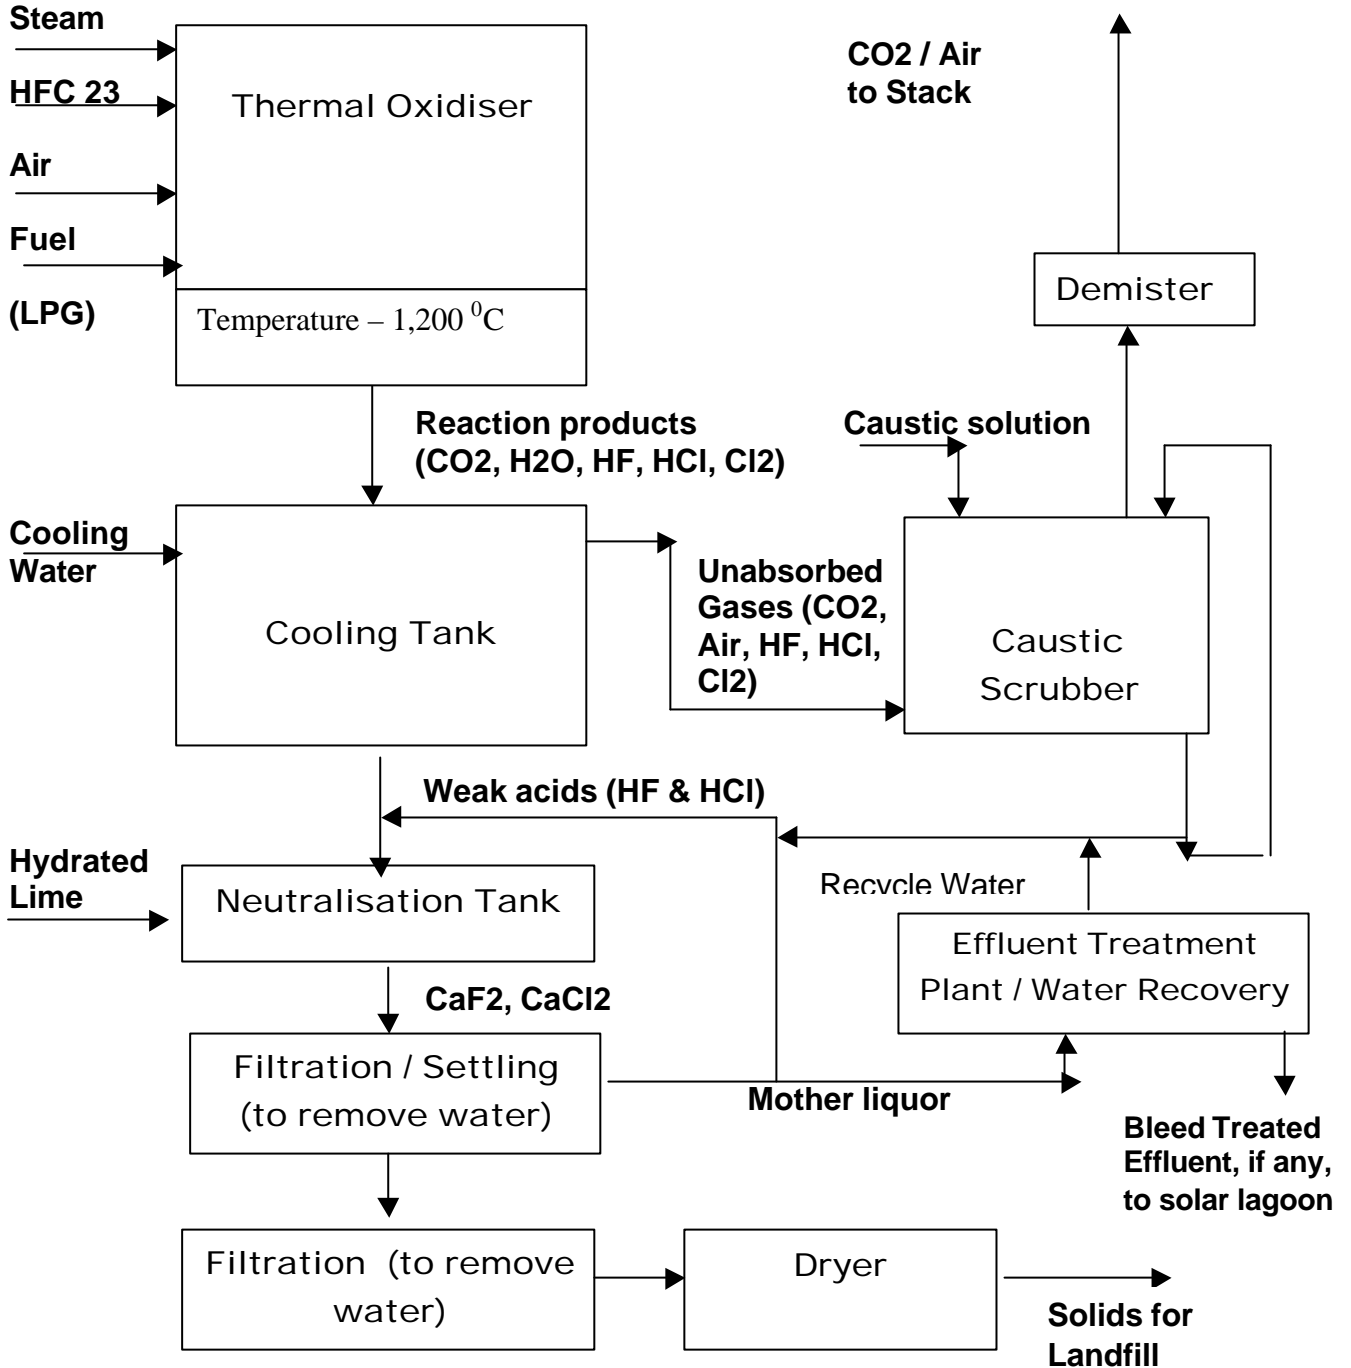 Steam
HFC 23
Air
Fuel
(LPG)
Thermal Oxidiser
Temperature – 1,200 ⁰C
CO2 / Air
to Stack
Demister
Reaction products
(CO2, H2O, HF, HCl, Cl2)
Caustic solution
Cooling
Water
Cooling Tank
Unabsorbed
Gases (CO2,
Air, HF, HCl,
Cl2)
Caustic
Scrubber
Weak acids (HF & HCl)
Hydrated
Lime
Neutralisation Tank
Recycle Water
Effluent Treatment
Plant / Water Recovery
CaF2, CaCl2
Filtration / Settling
(to remove water)
Mother liquor
Bleed Treated
Effluent, if any,
to solar lagoon
Filtration (to remove
water)
Dryer
Solids for
Landfill